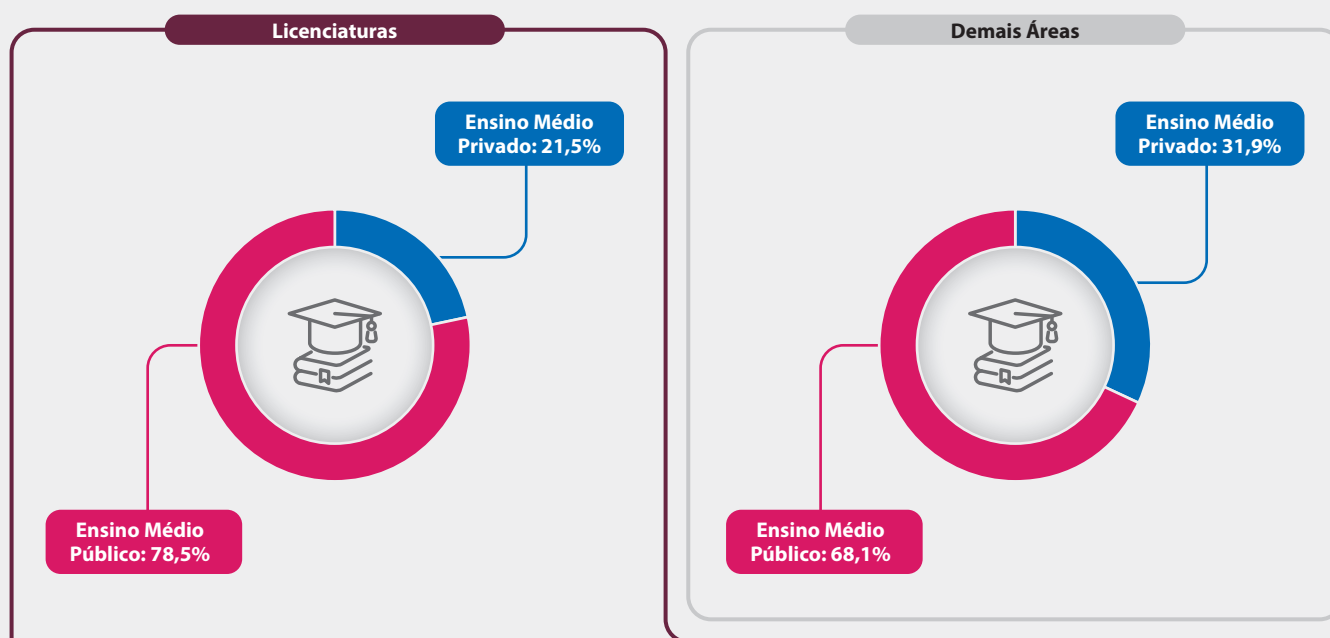 Licenciaturas
Ensino Médio
Privado: 21,5%
Ensino Médio
Público: 78,5%
Demais Áreas
Ensino Médio
Privado: 31,9%
Ensino Médio
Público: 68,1%